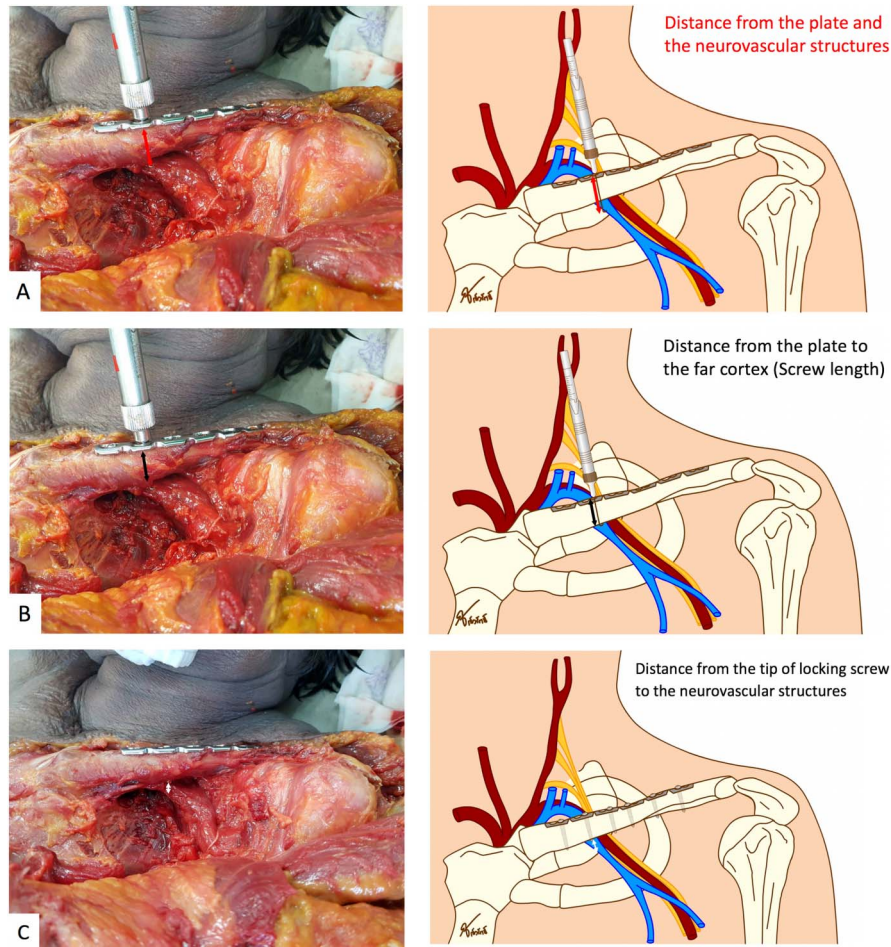 Distance from the plate and
the neurovascular structures
A
Distance from the plate to
the far cortex (Screw length)
B
Distance from the tip of locking screw
to the neurovascular structures
C